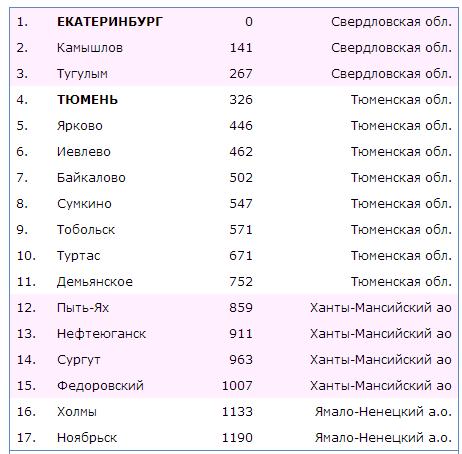 1. ЕКАТЕРИНБУРГ 0 Свердловская обл.
2. Камышлов 141 Свердловская обл.
3. Тугулым 267 Свердловская обл.
4. ТЮМЕНЬ 326 Тюменская обл.
5. Ярково 446 Тюменская обл.
6. Иевлево 462 Тюменская обл.
7. Байкалово 502 Тюменская обл.
8. Сумкино 547 Тюменская обл.
9. Тобольск 571 Тюменская обл.
10. Туртас 671 Тюменская обл.
11. Демьянское 752 Тюменская обл.
12. Пыть-Ях 859 Ханты-Мансийский ао
13. Нефтеюганск 911 Ханты-Мансийский ао
14. Сургут 963 Ханты-Мансийский ао
15. Федоровский 1007 Ханты-Мансийский ао
16. Холмы 1133 Ямало-Ненецкий а.о.
17. Ноябрьск 1190 Ямало-Ненецкий а.о.